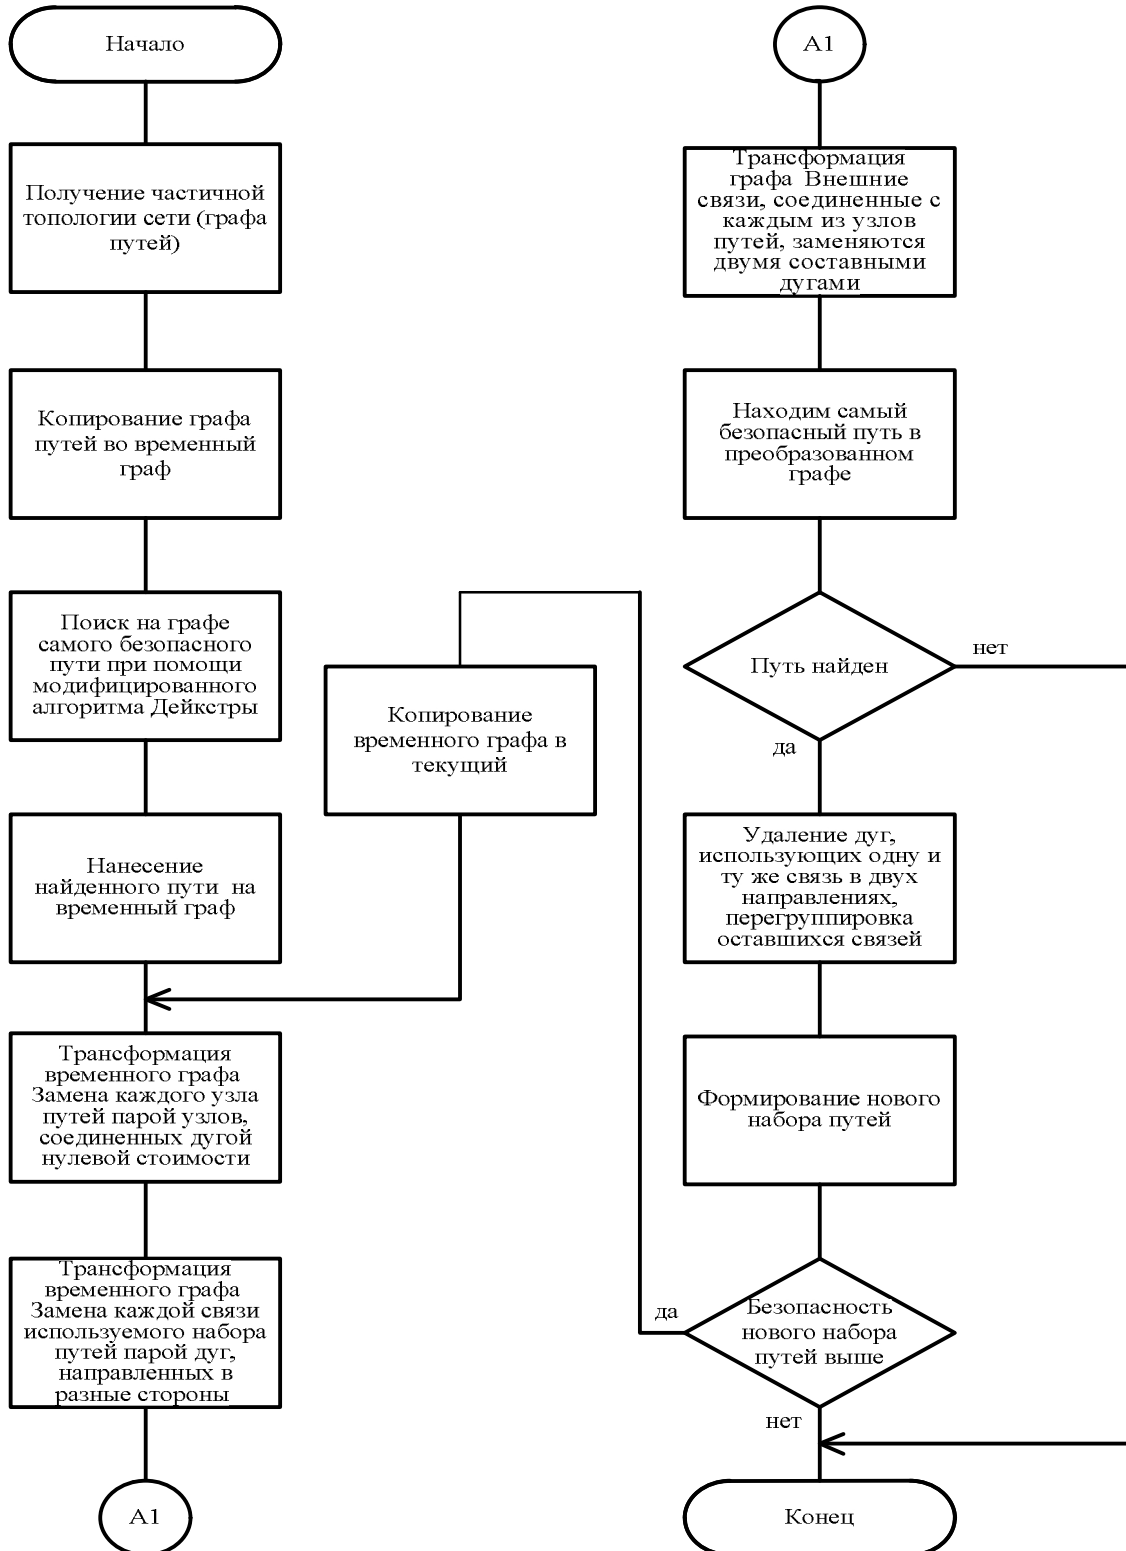 Начало
Получение частичной
топологии сети (графа
путей)
Копирование графа
путей во временный
граф
Поиск на графе
самого безопасного
пути при помощи
модифицированного
алгоритма Дейкстры
Нанесение
найденного пути на
временный граф
Трансформация
временного графа
Замена каждого узла
путей парой узлов,
соединенных дугой
нулевой стоимости
Трансформация
временного графа
Замена каждой связи
используемого набора
путей парой дуг,
направленных в
разные стороны
А1
Копирование
временного графа в
текущий
А1
Трансформация
графа Внешние
связи, соединенные с
каждым из узлов
путей, заменяются
двумя составными
дугами
Находим самый
безопасный путь в
преобразованном
графе
Путь найден
нет
да
Удаление дуг,
использующих одну и
ту же связь в двух
направлениях,
перегруппировка
оставшихся связей
Формирование нового
набора путей
Безопасность
нового набора
путей выше
да
нет
Конец